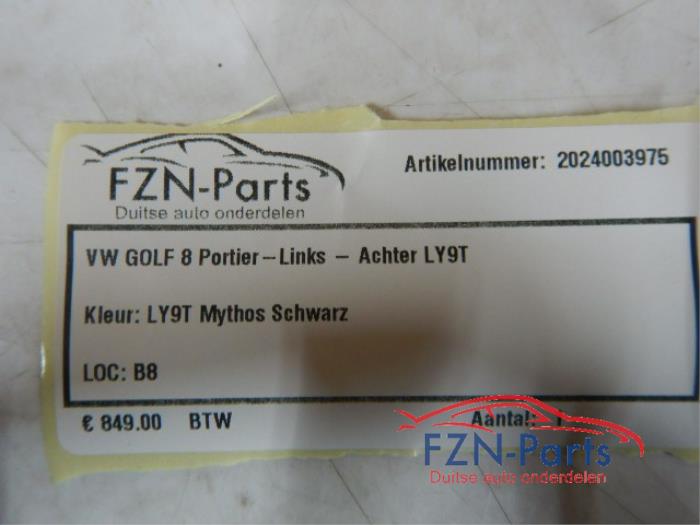 FZN-Parts
Duitse auto onderdelen
Artikelnummer: 2024003975
VW GOLF 8 Portier-Links - Achter LY9T
Kleur: LY9T Mythos Schwarz
LOC: B8
€ 849.00 BTW
Aantal:
FZN-Parts
Duitse auto onderdelen